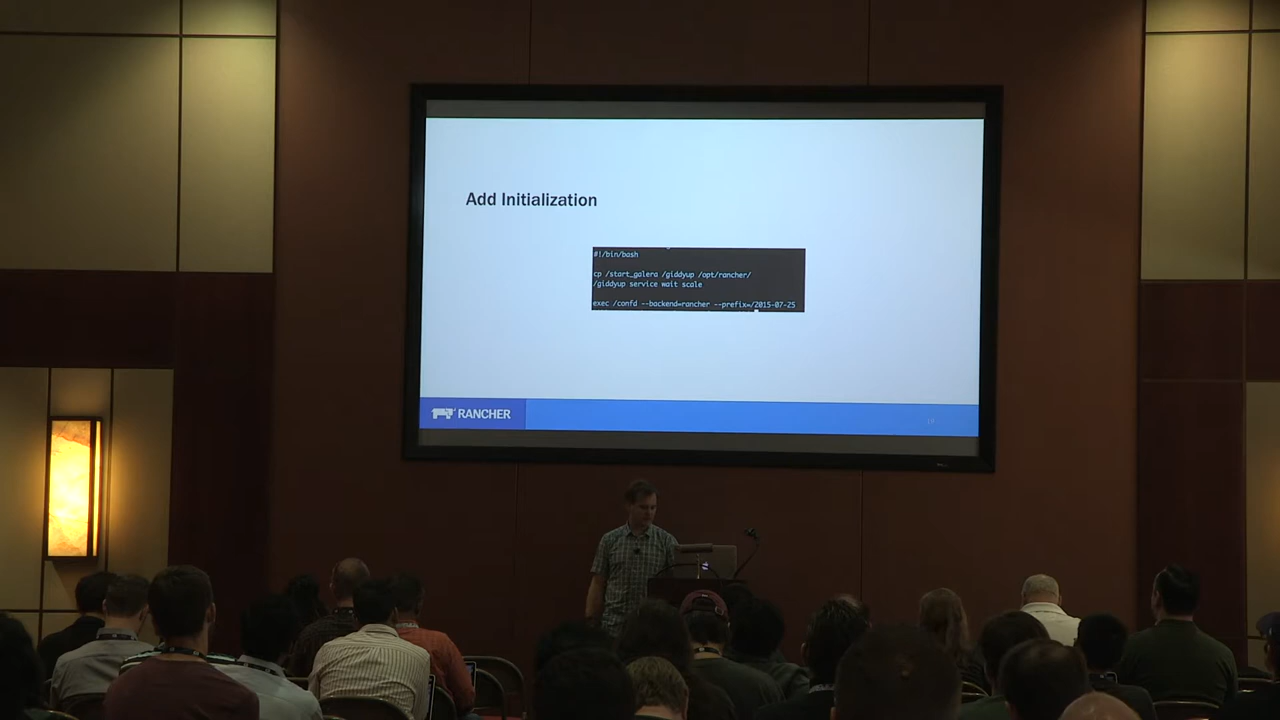 Add Initialization
#!/bin/bash
cp /start_galera /giddyup /opt/rancher/
/giddyup service wait scale
exec /confd --backend=rancher --prefix=/2015-07-25
RANCHER